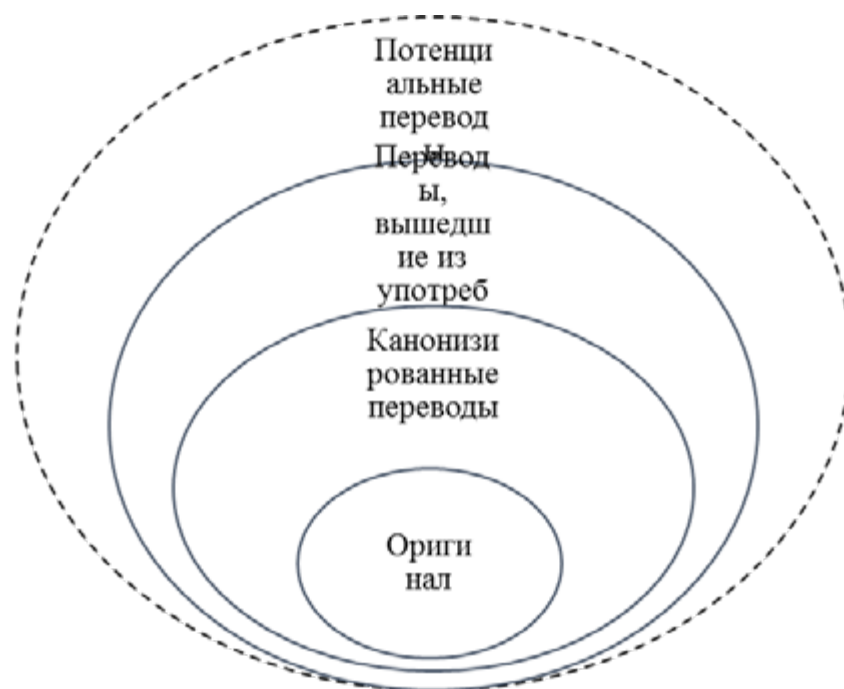 Потенци
альные
перевод
ы
Перевод
ы,
вышедш
ие из
употреб
Канонизи
рованные
переводы
Ориги
нал